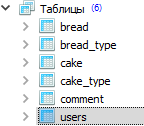 Таблицы (6)
bread
bread_type
cake
cake_type
comment
users